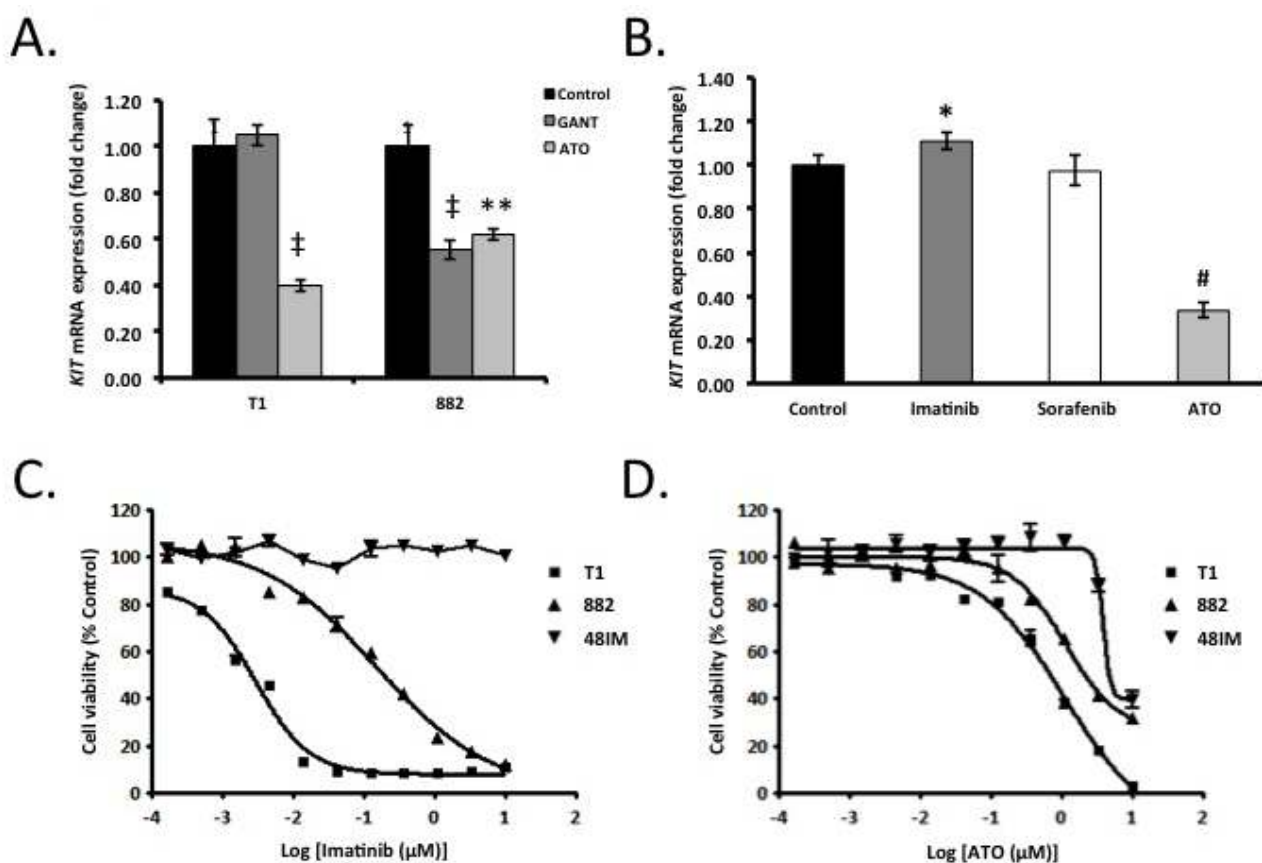 A.
KIT mRNA expression (fold change)
1.20
1.00
0.80
0.60
0.40
0.20
0.00
‡
‡
**
T1
882
Control
GANT
ATO
B.
KIT mRNA expression (fold change)
1.40
1.20
1.00
0.80
0.60
0.40
0.20
0.00
*
#
Control
Imatinib
Sorafenib
ATO
C.
Cell viability (% Control)
120
100
80
60
40
20
0
-4
-3
-2
-1
0
1
2
Log [Imatinib (μM)]
T1
882
48IM
D.
Cell viability (% Control)
120
100
80
60
40
20
0
-4
-3
-2
-1
0
1
2
Log [ATO (μM)]
T1
882
48IM